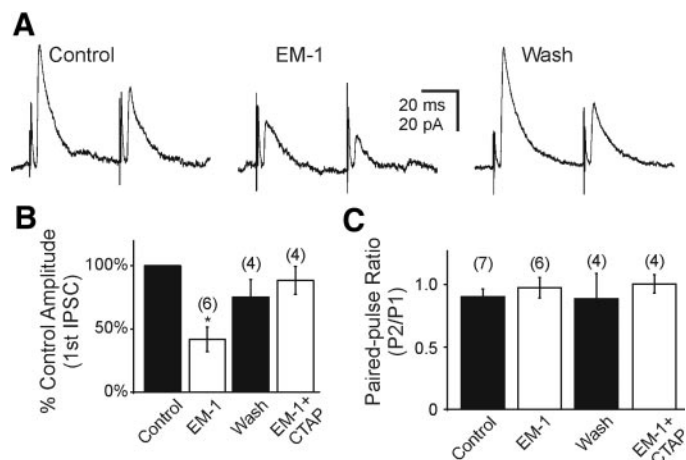 A
Control
EM-1
Wash
20 ms
20 pA
B
% Control Amplitude
(1st IPSC)
100%
50%
0%
(6)
*
(4)
(4)
Control
EM-1
Wash
EM-1+
CTAP
C
Paired-pulse Ratio
(P2/P1)
1.0
0.5
0
(7)
(6)
(4)
(4)
Control
EM-1
Wash
EM-1+
CTAP